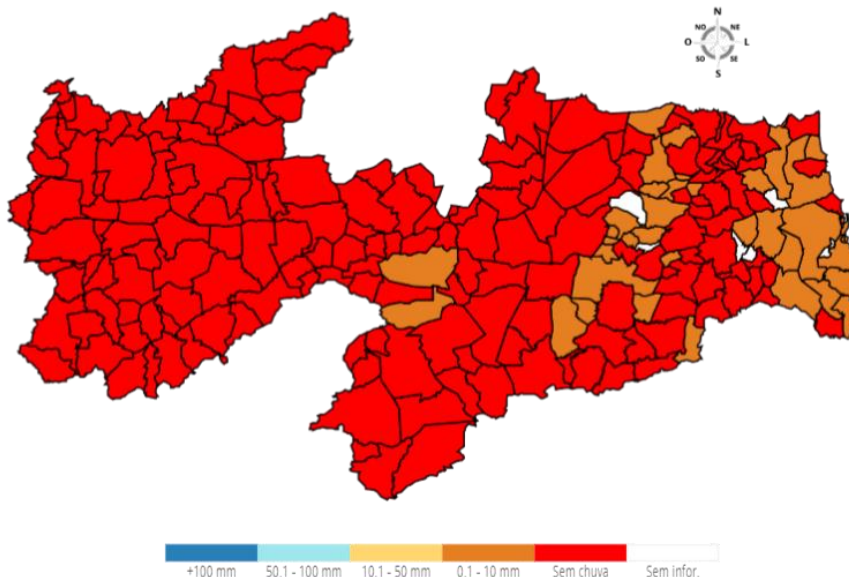 N
NO NE
O L
SO SE
S
+100 mm 50.1 - 100 mm 10.1 - 50 mm 0.1 - 10 mm Sem chuva Sem infor.